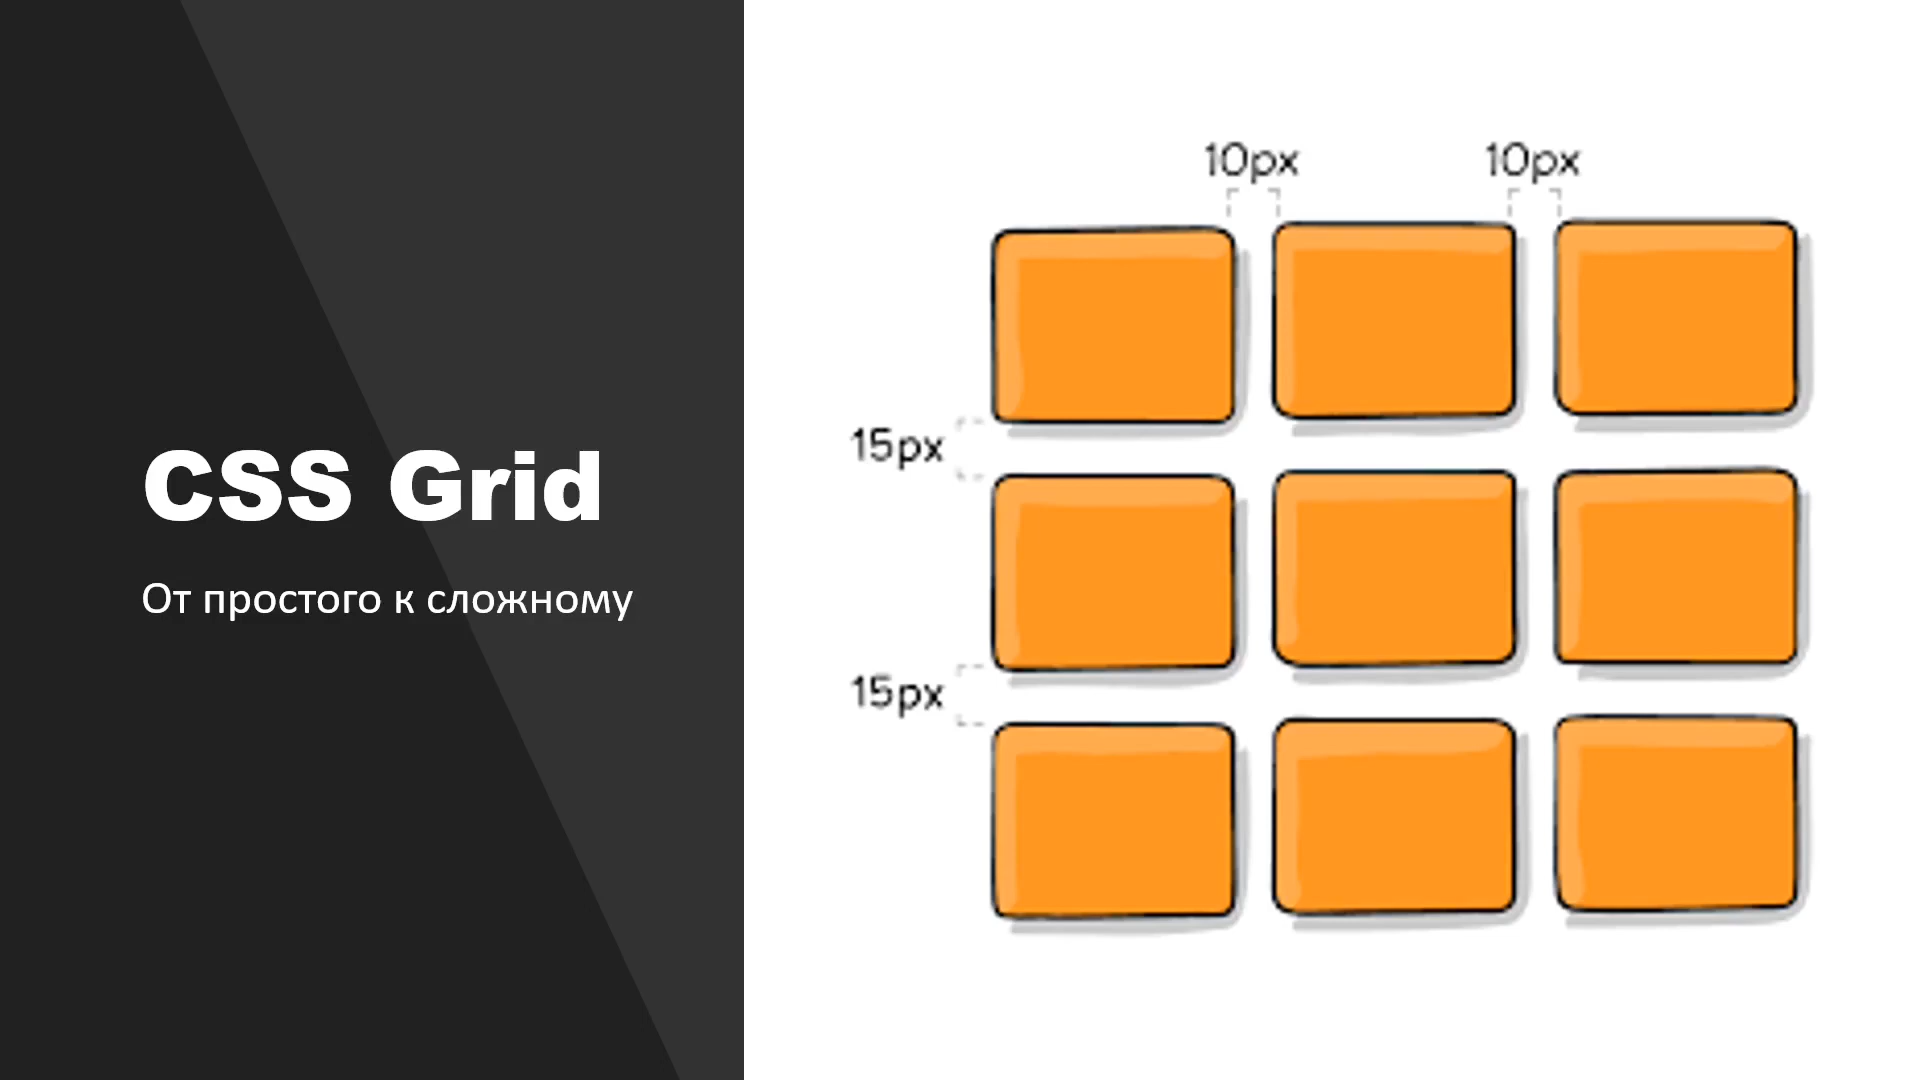 CSS Grid
От простого к сложному
10px 10px
15px
15px